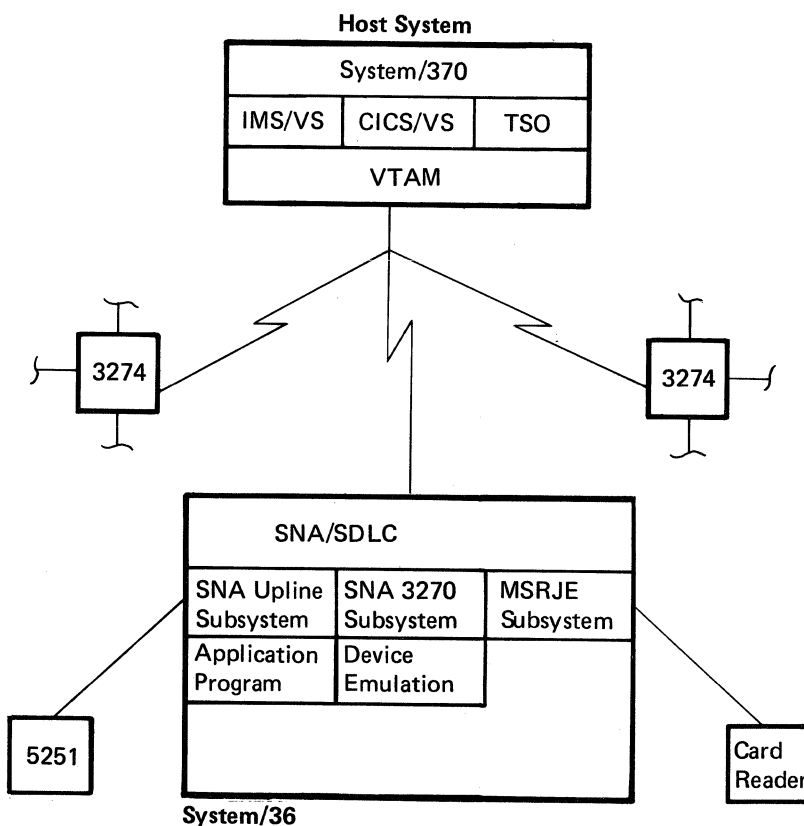 Host System
System/370
IMS/VS
CICS/VS
TSO
VTAM
3274
3274
SNA/SDLC
SNA Upline
Subsystem
SNA 3270
Subsystem
MSRJE
Subsystem
Application
Program
Device
Emulation
5251
Card
Reader
System/36